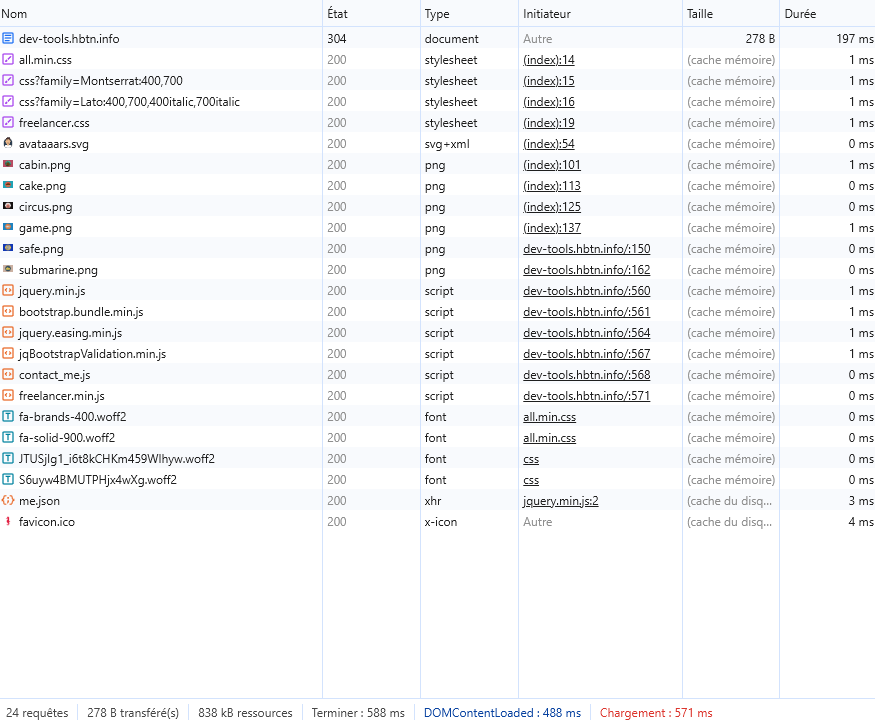 Nom État Type Initiateur Taille Durée
dev-tools.hbtn.info 304 document Autre 278 B 197 ms
all.min.css 200 stylesheet (index):14 (cache mémoire) 1 ms
css?family=Montserrat:400,700 200 stylesheet (index):15 (cache mémoire) 1 ms
css?family=Lato:400,700,400italic,700italic 200 stylesheet (index):16 (cache mémoire) 1 ms
freelancer.css 200 stylesheet (index):19 (cache mémoire) 1 ms
avataaars.svg 200 svg+xml (index):54 (cache mémoire) 0 ms
cabin.png 200 png (index):101 (cache mémoire) 1 ms
cake.png 200 png (index):113 (cache mémoire) 0 ms
circus.png 200 png (index):125 (cache mémoire) 0 ms
game.png 200 png (index):137 (cache mémoire) 1 ms
safe.png 200 png dev-tools.hbtn.info/:150 (cache mémoire) 0 ms
submarine.png 200 png dev-tools.hbtn.info/:162 (cache mémoire) 0 ms
jquery.min.js 200 script dev-tools.hbtn.info/:560 (cache mémoire) 1 ms
bootstrap.bundle.min.js 200 script dev-tools.hbtn.info/:561 (cache mémoire) 1 ms
jquery.easing.min.js 200 script dev-tools.hbtn.info/:564 (cache mémoire) 1 ms
jqBootstrapValidation.min.js 200 script dev-tools.hbtn.info/:567 (cache mémoire) 1 ms
contact_me.js 200 script dev-tools.hbtn.info/:568 (cache mémoire) 0 ms
freelancer.min.js 200 script dev-tools.hbtn.info/:571 (cache mémoire) 0 ms
fa-brands-400.woff2 200 font all.min.css (cache mémoire) 0 ms
fa-solid-900.woff2 200 font all.min.css (cache mémoire) 0 ms
JTUSjIg1_i6t8kCHKm459Wlhyw.woff2 200 font css (cache mémoire) 0 ms
S6uyw4BMUTPHjx4wXg.woff2 200 font css (cache mémoire) 0 ms
me.json 200 xhr jquery.min.js:2 (cache du disq... 3 ms
favicon.ico 200 x-icon Autre (cache du disq... 4 ms
24 requêtes 278 B transféré(s) 838 kB ressources Terminer : 588 ms DOMContentLoaded : 488 ms Chargement : 571 ms